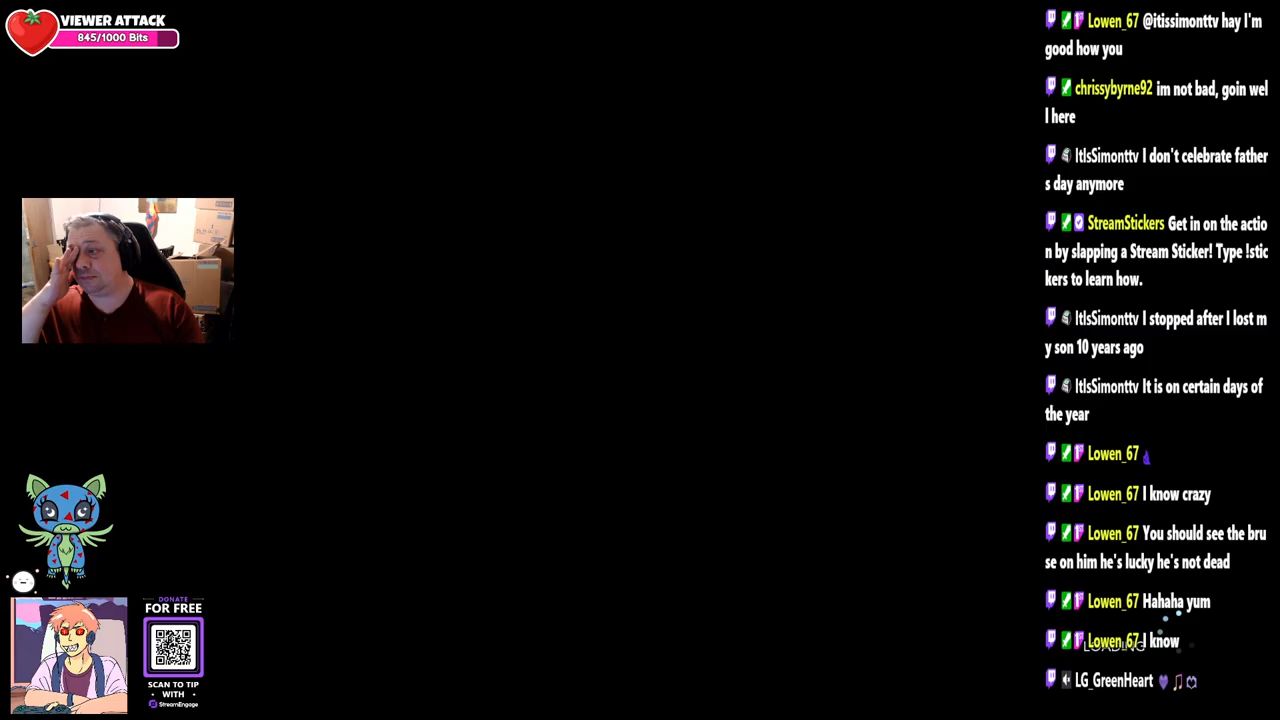 VIEWER ATTACK
845/1000 Bits
Lowen_67 @itissimonttv hay I'm
good how you
chrissybyrne92 im not bad, goin wel
l here
ItIsSimonttv I don't celebrate father
s day anymore
StreamStickers Get in on the actio
n by slapping a Stream Sticker! Type !stic
kers to learn how.
ItIsSimonttv I stopped after I lost m
y son 10 years ago
ItIsSimonttv It is on certain days of
the year
Lowen_67
Lowen_67 I know crazy
Lowen_67 You should see the bru
se on him he's lucky he's not dead
Lowen_67 Hahaha yum
Lowen_67 I know
LOADING
LG_GreenHeart
DONATE
FOR FREE
SCAN TO TIP
• WITH •
StreamEngage